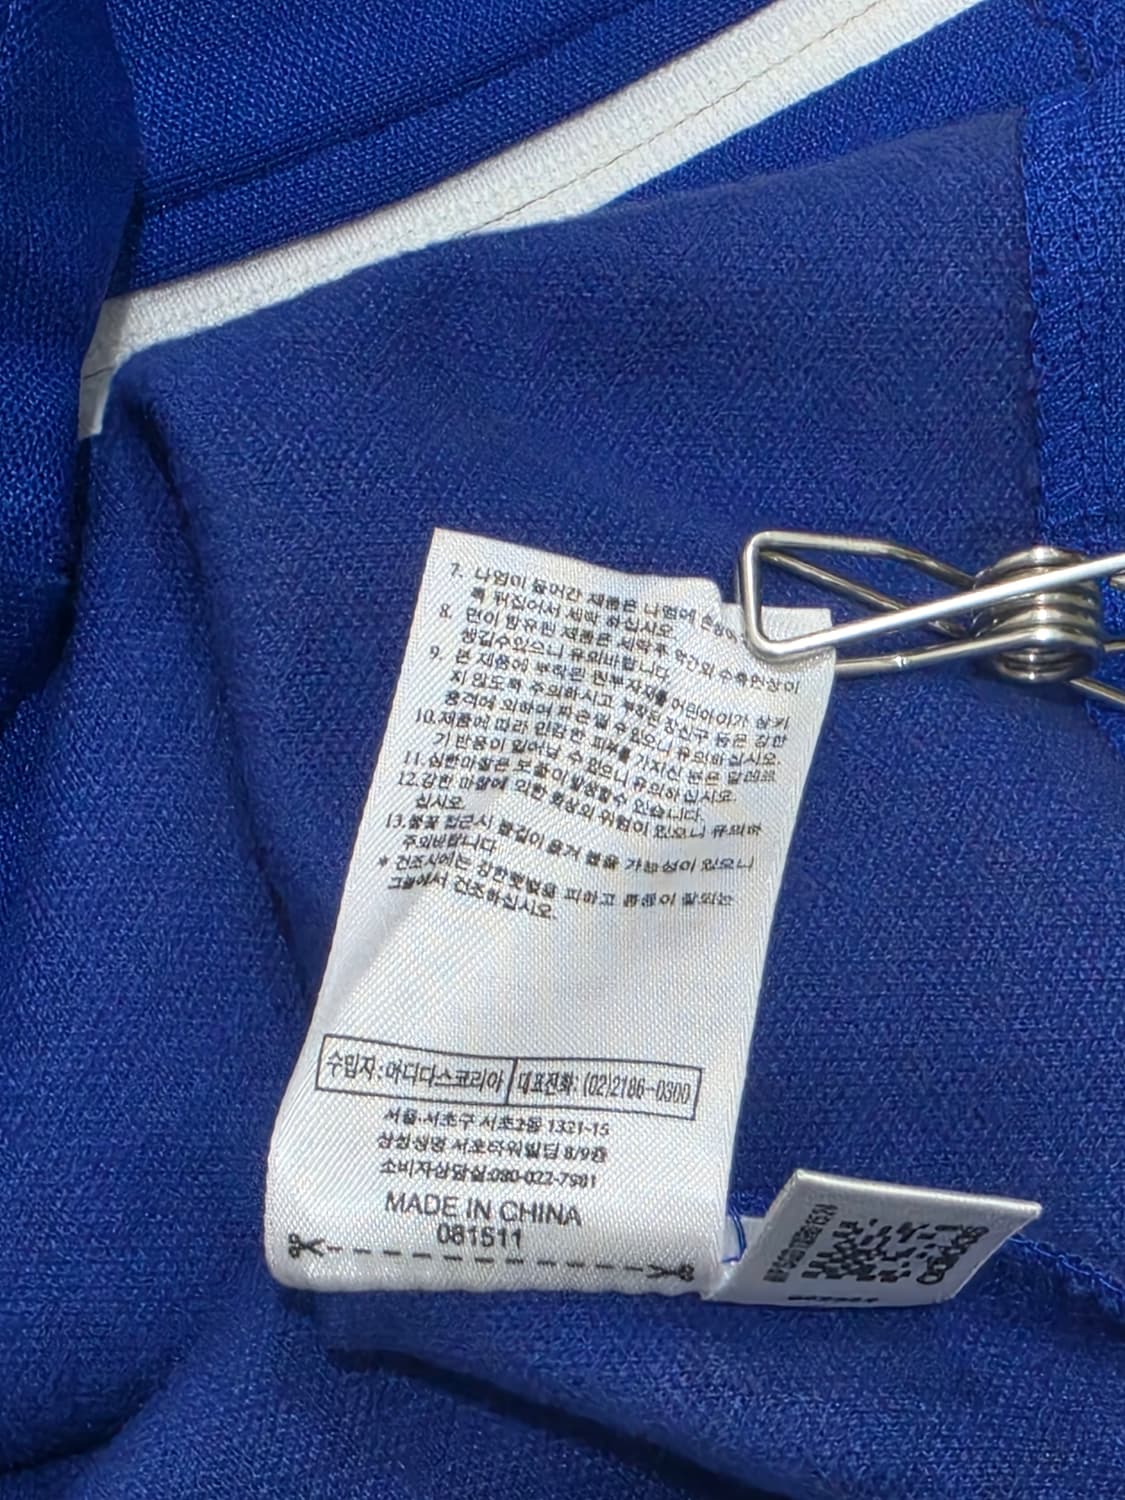 7. 나염이 들어간 제품은 나염에 손상이
록 뒤집어서 세탁 하십시오.
8. 면이 함유된 제품은 세탁후 약간의 수축현상이
생길수있으니 유의바랍니다.
9. 본 제품에 부착된 원부자재를 어린아이가 삼키
지 않도록 주의하시고 부착된 장신구 등은 강한
충격에 의하여 파손될 수 있으니 유의하십시오.
10.제품에 따라 민감한 피부를 가지신 분은 알레르
기 반응이 일어날 수 있으니 유의하십시오.
11.심한마찰은 보풀이 발생할수 있습니다.
12.강한 마찰에 의한 화상의 위험이 있으니 유의하
십시오.
13.불꽃 접근시 불길이 옮겨 붙을 가능성이 있으니
주의바랍니다
* 건조시에는 강한햇빛을 피하고 통풍이 잘되는
그늘에서 건조하십시오.
수입자:아디다스코리아 대표전화: (02)2186-0300
서울.서초구 서초2동 1321-15
삼성생명 서초타워빌딩 8/9층
소비자상담실:080-022-7981
MADE IN CHINA
081511
adidas